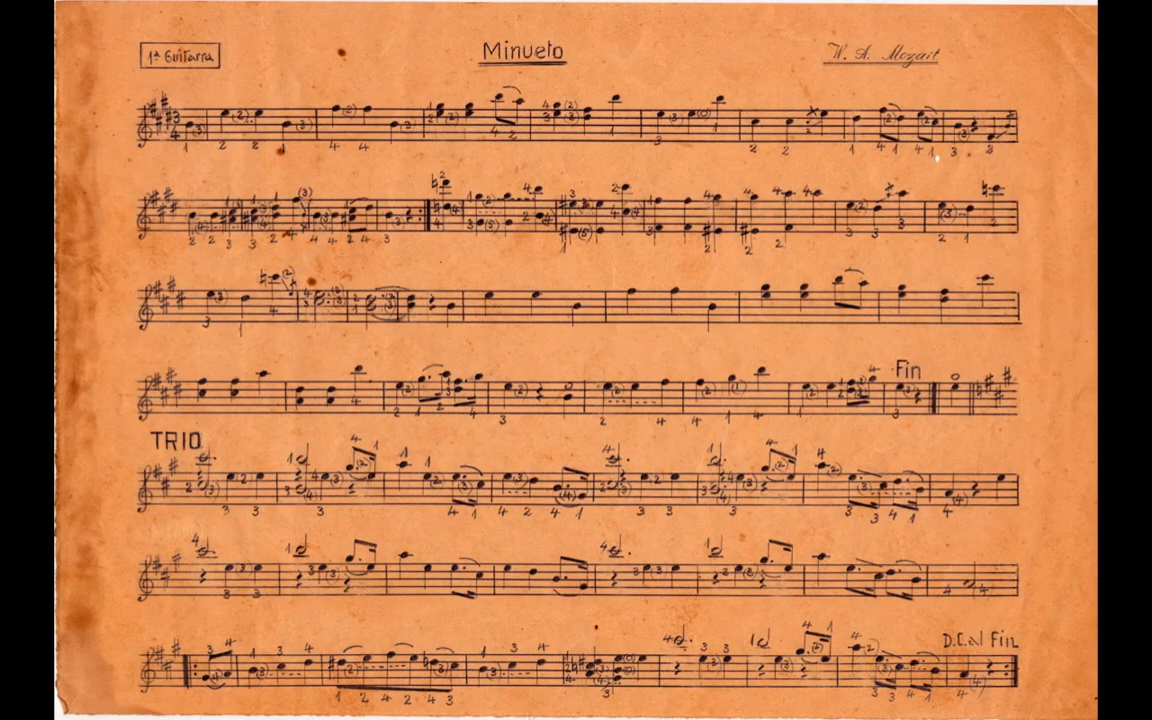 1ª Guitarra
Minueto
W. A. Mozart
Fin
TRIO
D.C. al Fin